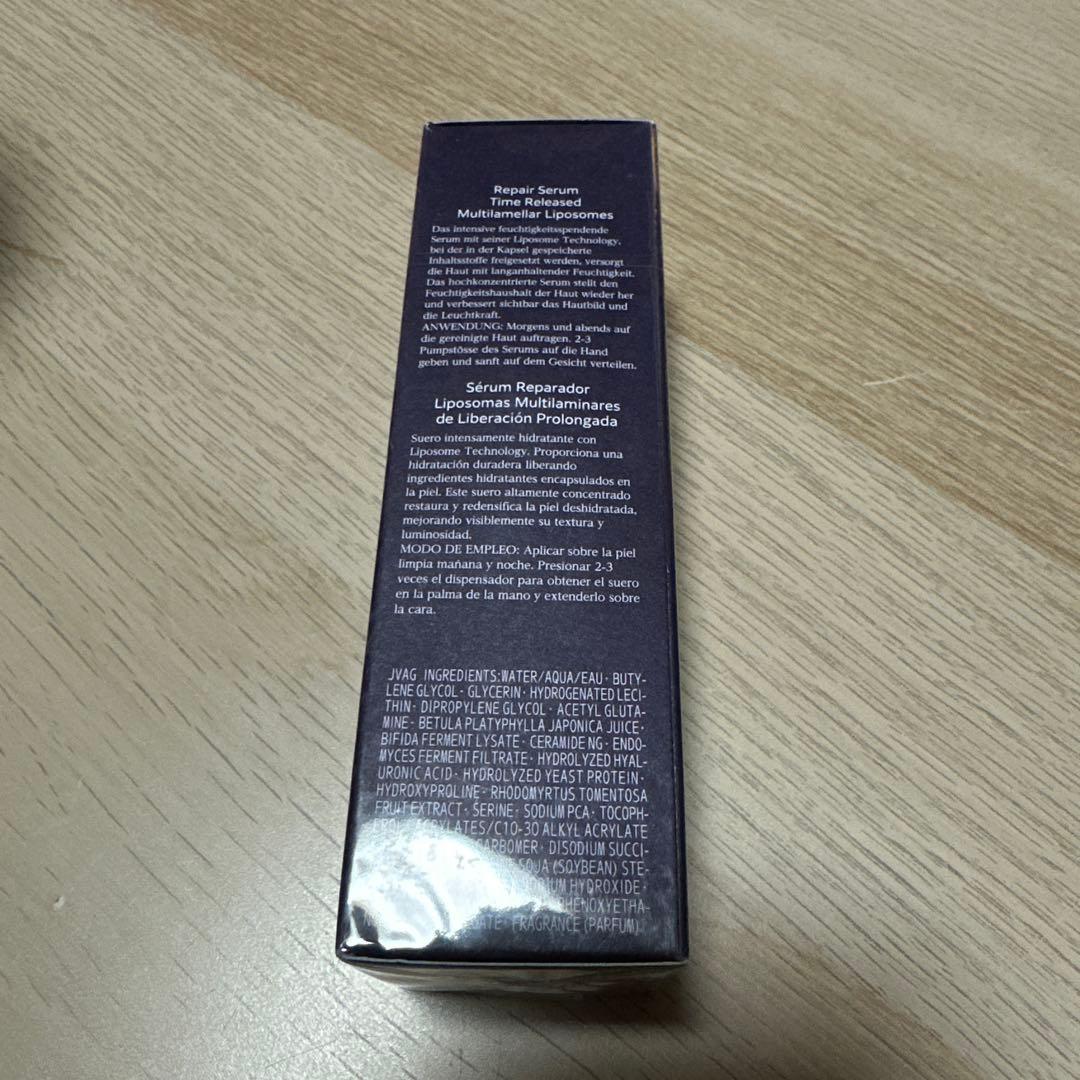 Repair Serum
Time Released
Multilamellar Liposomes
Das intensive feuchtigkeitsspendende
Serum mit seiner Liposome Technology,
bei der in der Kapsel gespeicherte
Inhaltsstoffe freigesetzt werden, versorgt
die Haut mit langanhaltender Feuchtigkeit.
Das hochkonzentrierte Serum stellt den
Feuchtigkeitshaushalt der Haut wieder her
und verbessert sichtbar das Hautbild und
die Leuchtkraft.
ANWENDUNG: Morgens und abends auf
die gereinigte Haut auftragen. 2-3
Pumpstösse des Serums auf die Hand
geben und sanft auf dem Gesicht verteilen.
Sérum Reparador
Liposomas Multilaminares
de Liberación Prolongada
Suero intensamente hidratante con
Liposome Technology. Proporciona una
hidratación duradera liberando
ingredientes hidratantes encapsulados en
la piel. Este suero altamente concentrado
restaura y redensifica la piel deshidratada,
mejorando visiblemente su textura y
luminosidad.
MODO DE EMPLEO: Aplicar sobre la piel
limpia mañana y noche. Presionar 2-3
veces el dispensador para obtener el suero
en la palma de la mano y extenderlo sobre
la cara.
JVAG INGREDIENTS:WATER/AQUA/EAU· BUTY-
LENE GLYCOL· GLYCERIN· HYDROGENATED LECI-
THIN· DIPROPYLENE GLYCOL· ACETYL GLUTA-
MINE· BETULA PLATYPHYLLA JAPONICA JUICE·
BIFIDA FERMENT LYSATE· CERAMIDE NG· ENDO-
MYCES FERMENT FILTRATE· HYDROLYZED HYAL-
URONIC ACID· HYDROLYZED YEAST PROTEIN·
HYDROXYPROLINE· RHODOMYRTUS TOMENTOSA
FRUIT EXTRACT· SERINE· SODIUM PCA· TOCOPH-
ACRYLATES/C10-30 ALKYL ACRYLATE
CARBOMER· DISODIUM SUCCI-
SOJA (SOYBEAN) STE-
HYDROXIDE·
PHENOXYETHA-
FRAGRANCE (PARFUM)